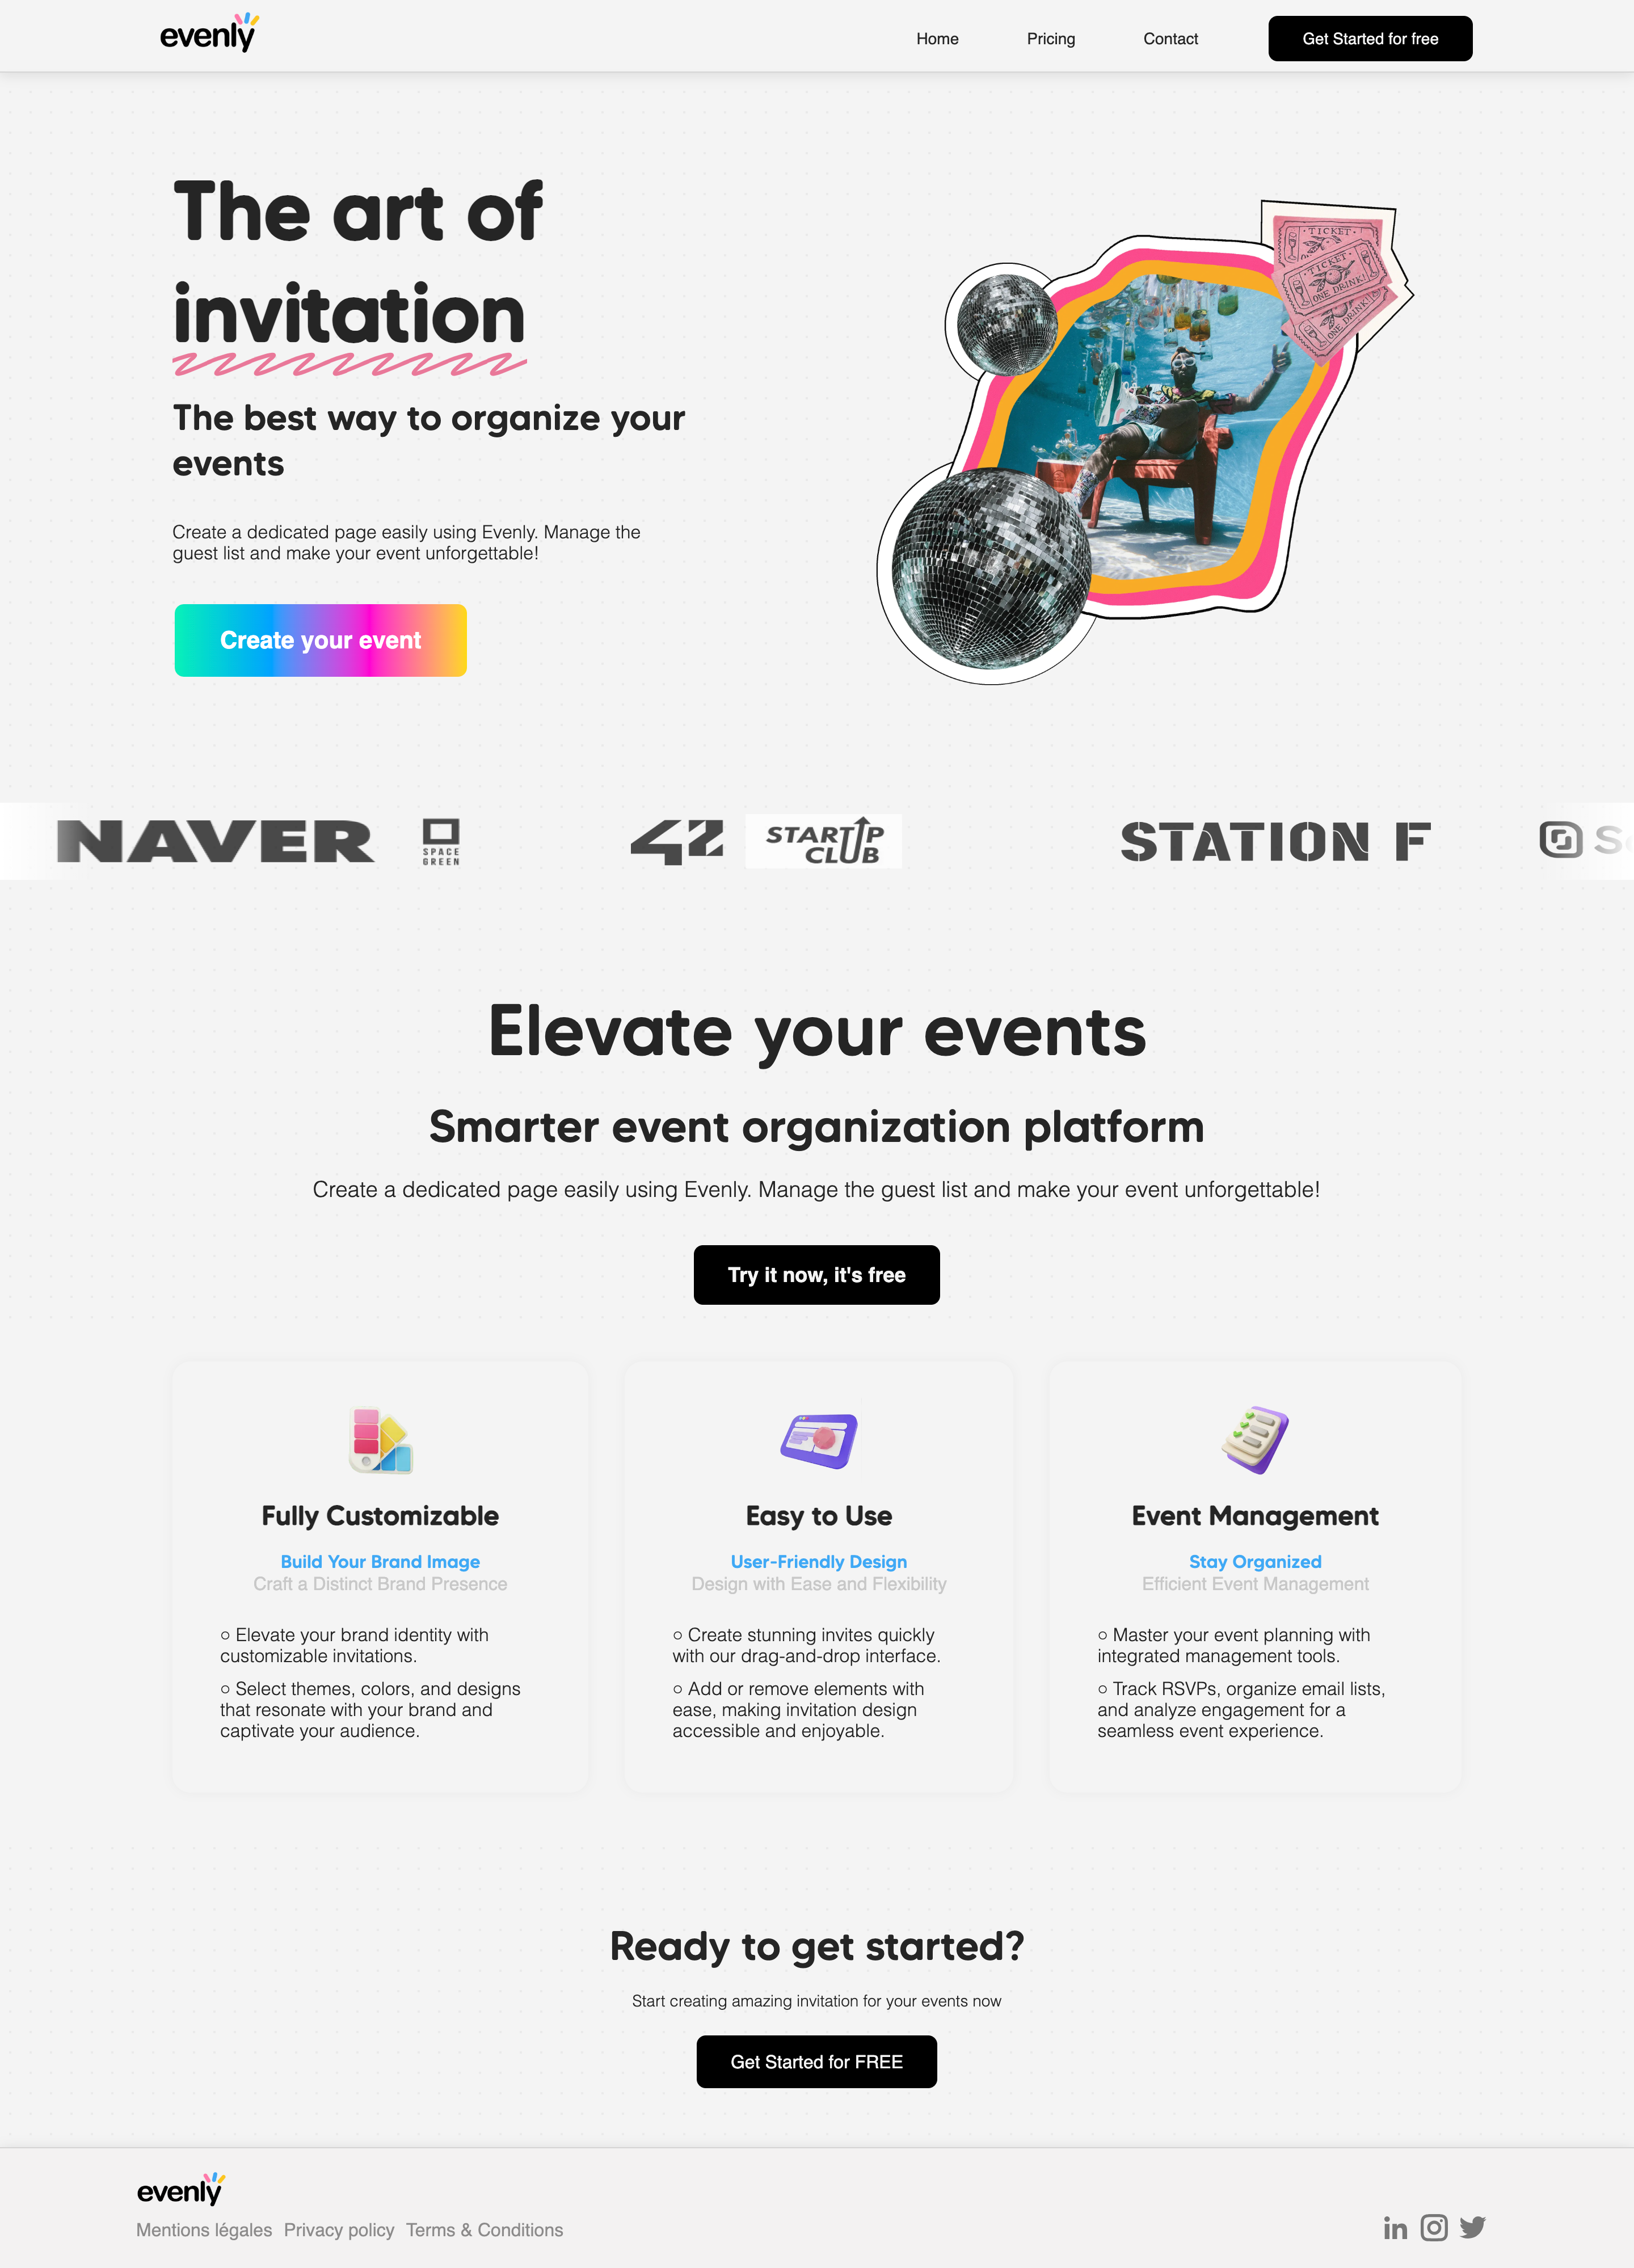 evenly
Home
Pricing
Contact
Get Started for free
The art of
invitation
The best way to organize your
events
Create a dedicated page easily using Evenly. Manage the
guest list and make your event unforgettable!
Create your event
TICKET
TICKET
ONE DRINK!
ONE DRINK!
NAVER
SPACE
GREEN
42
STARTUP
CLUB
STATION F
Elevate your events
Smarter event organization platform
Create a dedicated page easily using Evenly. Manage the guest list and make your event unforgettable!
Try it now, it's free
Fully Customizable
Build Your Brand Image
Craft a Distinct Brand Presence
○ Elevate your brand identity with
customizable invitations.
○ Select themes, colors, and designs
that resonate with your brand and
captivate your audience.
Easy to Use
User-Friendly Design
Design with Ease and Flexibility
○ Create stunning invites quickly
with our drag-and-drop interface.
○ Add or remove elements with
ease, making invitation design
accessible and enjoyable.
Event Management
Stay Organized
Efficient Event Management
○ Master your event planning with
integrated management tools.
○ Track RSVPs, organize email lists,
and analyze engagement for a
seamless event experience.
Ready to get started?
Start creating amazing invitation for your events now
Get Started for FREE
evenly
Mentions légales Privacy policy Terms & Conditions
in